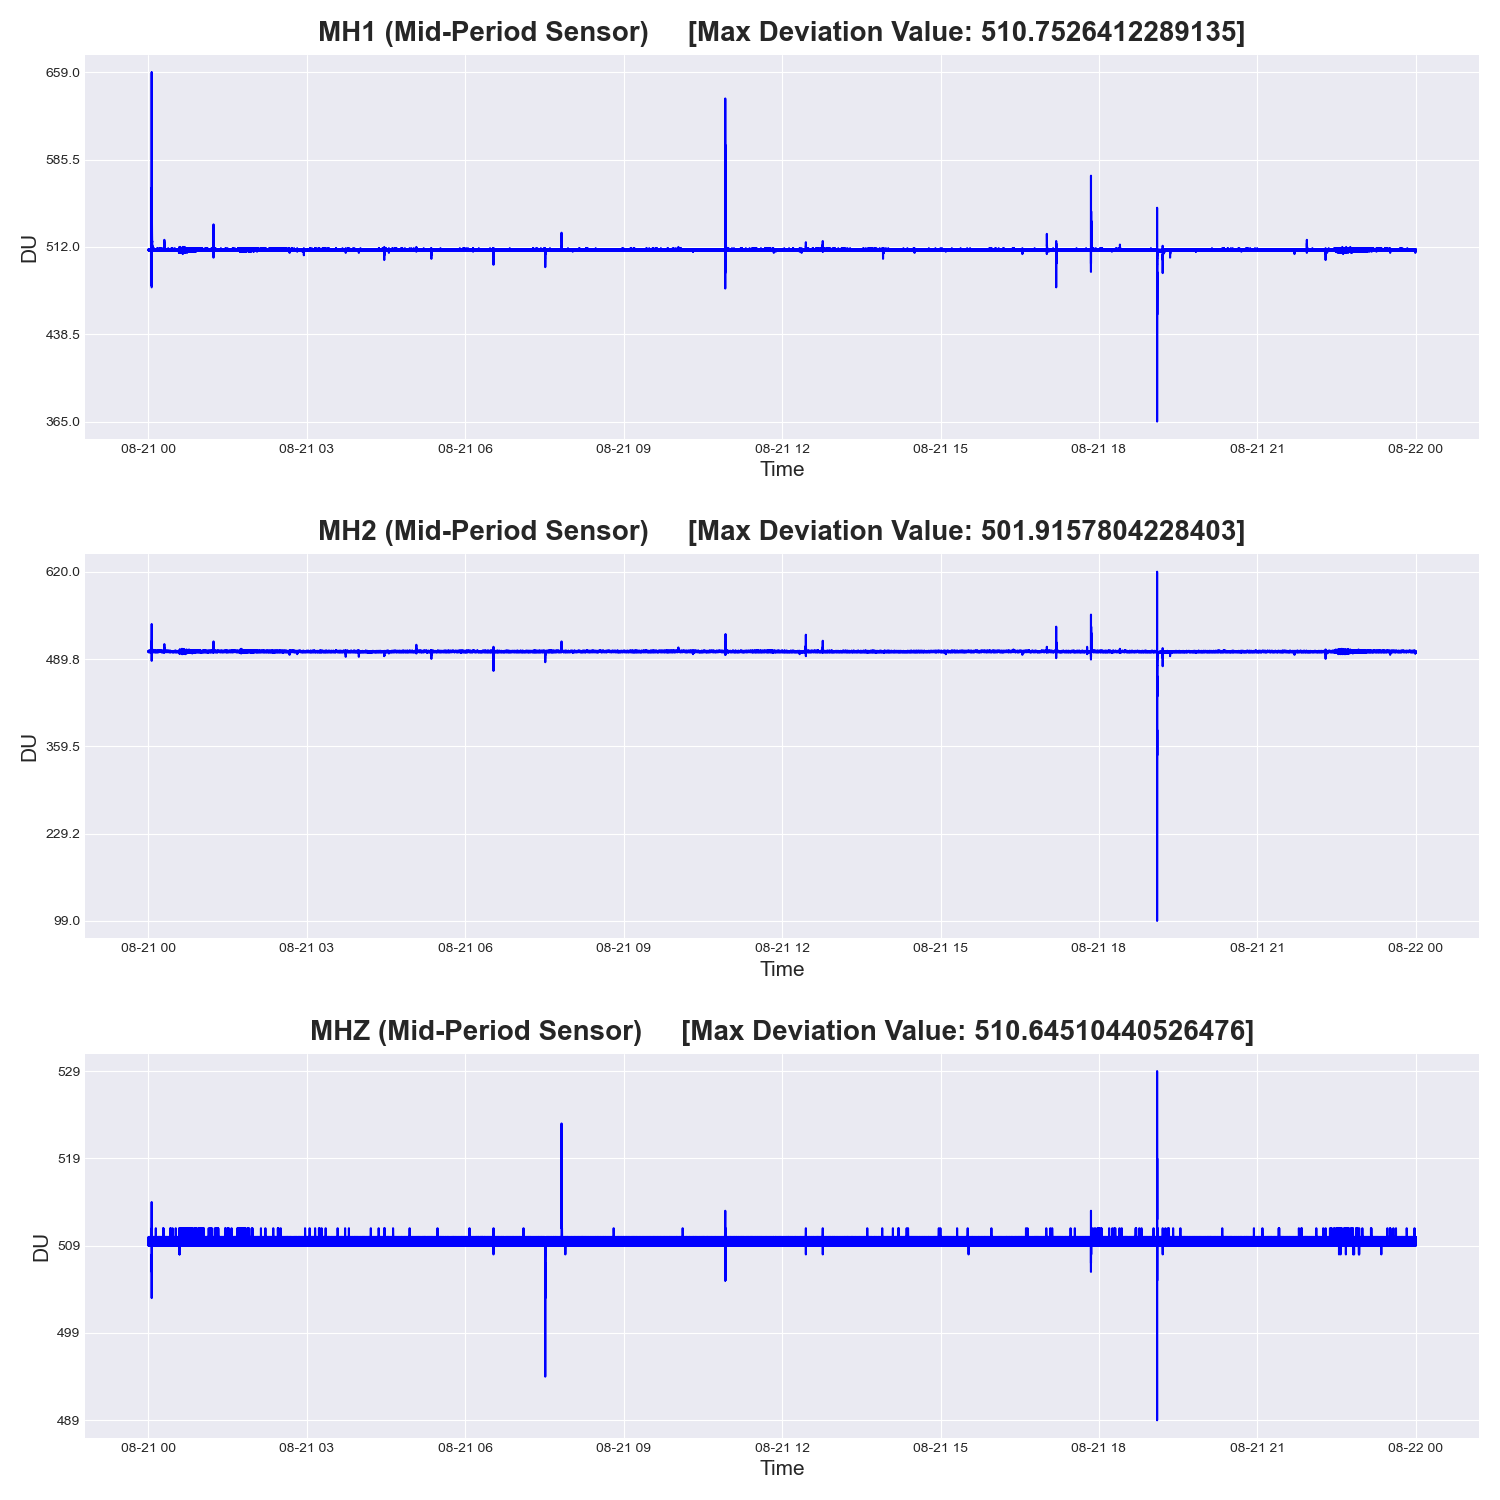 MH1 (Mid-Period Sensor) [Max Deviation Value: 510.7526412289135]
659.0
585.5
512.0
438.5
365.0
DU
08-21 00 08-21 03 08-21 06 08-21 09 08-21 12 08-21 15 08-21 18 08-21 21 08-22 00
Time
MH2 (Mid-Period Sensor) [Max Deviation Value: 501.9157804228403]
620.0
489.8
359.5
229.2
99.0
DU
08-21 00 08-21 03 08-21 06 08-21 09 08-21 12 08-21 15 08-21 18 08-21 21 08-22 00
Time
MHZ (Mid-Period Sensor) [Max Deviation Value: 510.64510440526476]
529
519
509
499
489
DU
08-21 00 08-21 03 08-21 06 08-21 09 08-21 12 08-21 15 08-21 18 08-21 21 08-22 00
Time